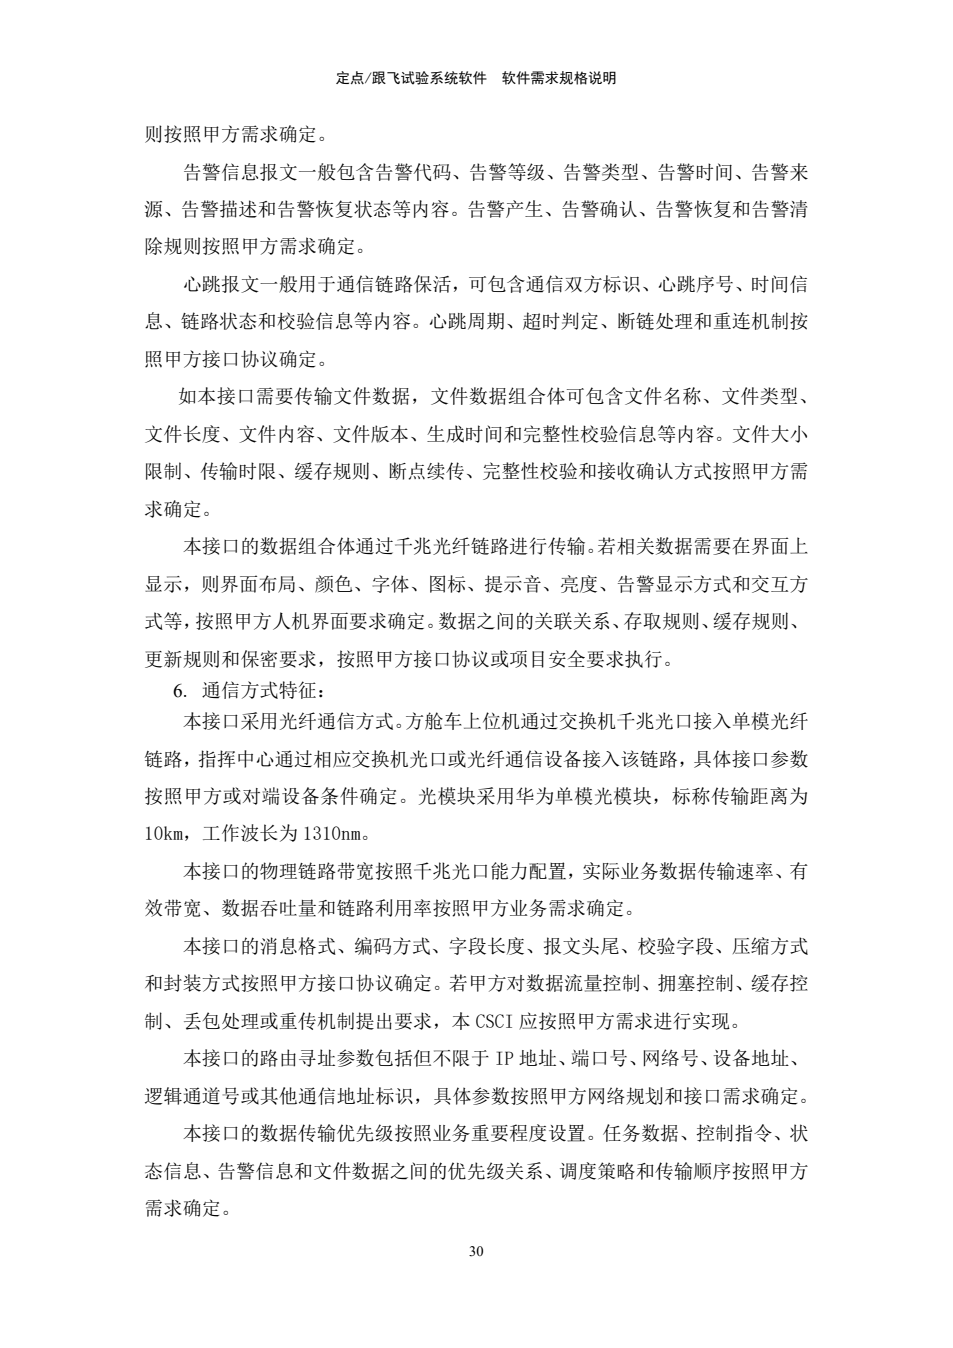 定点/跟飞试验系统软件　软件需求规格说明
则按照甲方需求确定。
告警信息报文一般包含告警代码、告警等级、告警类型、告警时间、告警来
源、告警描述和告警恢复状态等内容。告警产生、告警确认、告警恢复和告警清
除规则按照甲方需求确定。
心跳报文一般用于通信链路保活，可包含通信双方标识、心跳序号、时间信
息、链路状态和校验信息等内容。心跳周期、超时判定、断链处理和重连机制按
照甲方接口协议确定。
如本接口需要传输文件数据，文件数据组合体可包含文件名称、文件类型、
文件长度、文件内容、文件版本、生成时间和完整性校验信息等内容。文件大小
限制、传输时限、缓存规则、断点续传、完整性校验和接收确认方式按照甲方需
求确定。
本接口的数据组合体通过千兆光纤链路进行传输。若相关数据需要在界面上
显示，则界面布局、颜色、字体、图标、提示音、亮度、告警显示方式和交互方
式等，按照甲方人机界面要求确定。数据之间的关联关系、存取规则、缓存规则、
更新规则和保密要求，按照甲方接口协议或项目安全要求执行。
6. 通信方式特征：
本接口采用光纤通信方式。方舱车上位机通过交换机千兆光口接入单模光纤
链路，指挥中心通过相应交换机光口或光纤通信设备接入该链路，具体接口参数
按照甲方或对端设备条件确定。光模块采用华为单模光模块，标称传输距离为
10km，工作波长为 1310nm。
本接口的物理链路带宽按照千兆光口能力配置，实际业务数据传输速率、有
效带宽、数据吞吐量和链路利用率按照甲方业务需求确定。
本接口的消息格式、编码方式、字段长度、报文头尾、校验字段、压缩方式
和封装方式按照甲方接口协议确定。若甲方对数据流量控制、拥塞控制、缓存控
制、丢包处理或重传机制提出要求，本 CSCI 应按照甲方需求进行实现。
本接口的路由寻址参数包括但不限于 IP 地址、端口号、网络号、设备地址、
逻辑通道号或其他通信地址标识，具体参数按照甲方网络规划和接口需求确定。
本接口的数据传输优先级按照业务重要程度设置。任务数据、控制指令、状
态信息、告警信息和文件数据之间的优先级关系、调度策略和传输顺序按照甲方
需求确定。
30